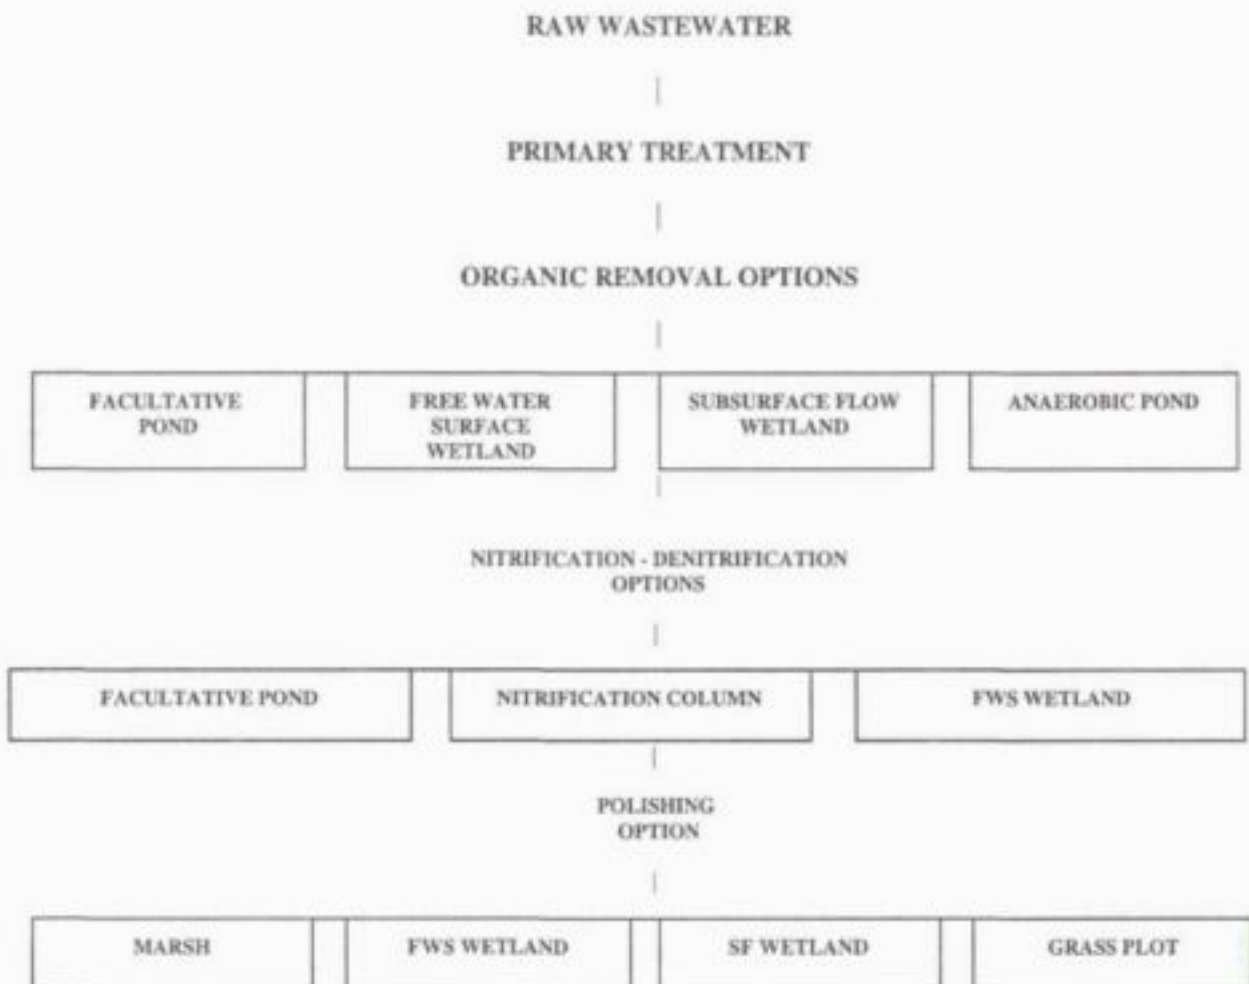 RAW WASTEWATER
PRIMARY TREATMENT
ORGANIC REMOVAL OPTIONS
FACULTATIVE
POND
FREE WATER
SURFACE
WETLAND
SUBSURFACE FLOW
WETLAND
ANAEROBIC POND
NITRIFICATION - DENITRIFICATION
OPTIONS
FACULTATIVE POND
NITRIFICATION COLUMN
FWS WETLAND
POLISHING
OPTION
MARSH
FWS WETLAND
SF WETLAND
GRASS PLOT